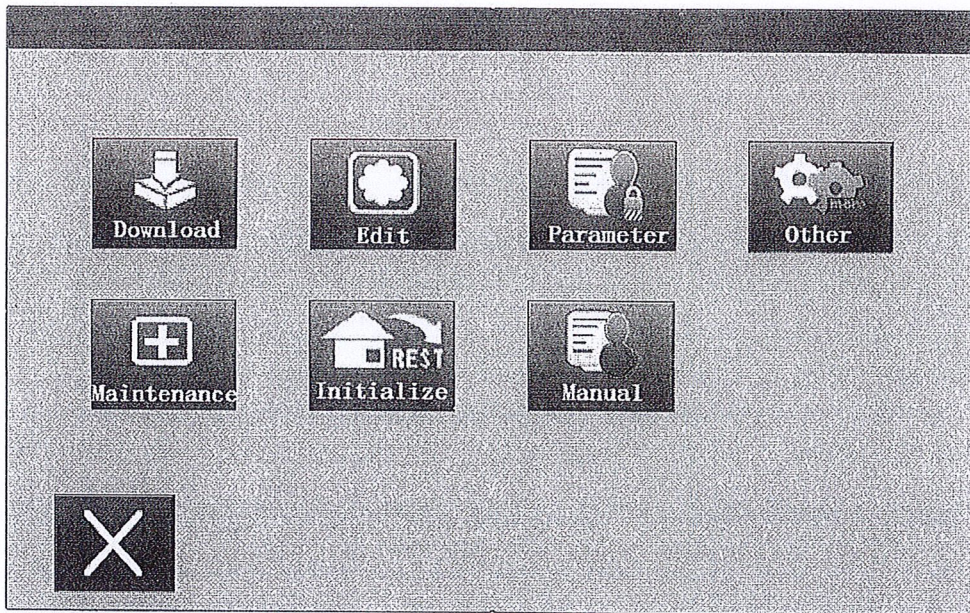 Download
Edit
Parameter
Other
Maintenance
REST
Initialize
Manual